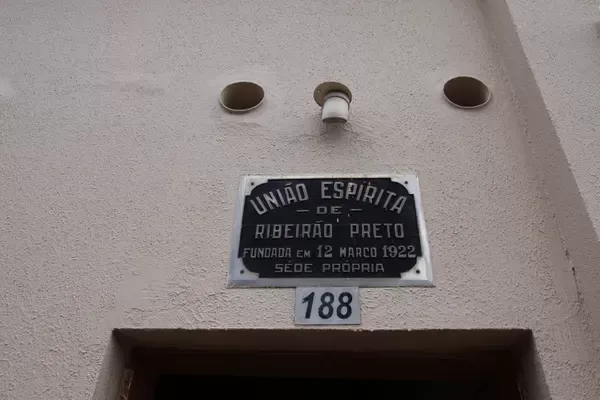 UNIÃO ESPÍRITA
— DE —
RIBEIRÃO PRETO
FUNDADA EM 12 MARÇO 1922
SÉDE PRÓPRIA
188